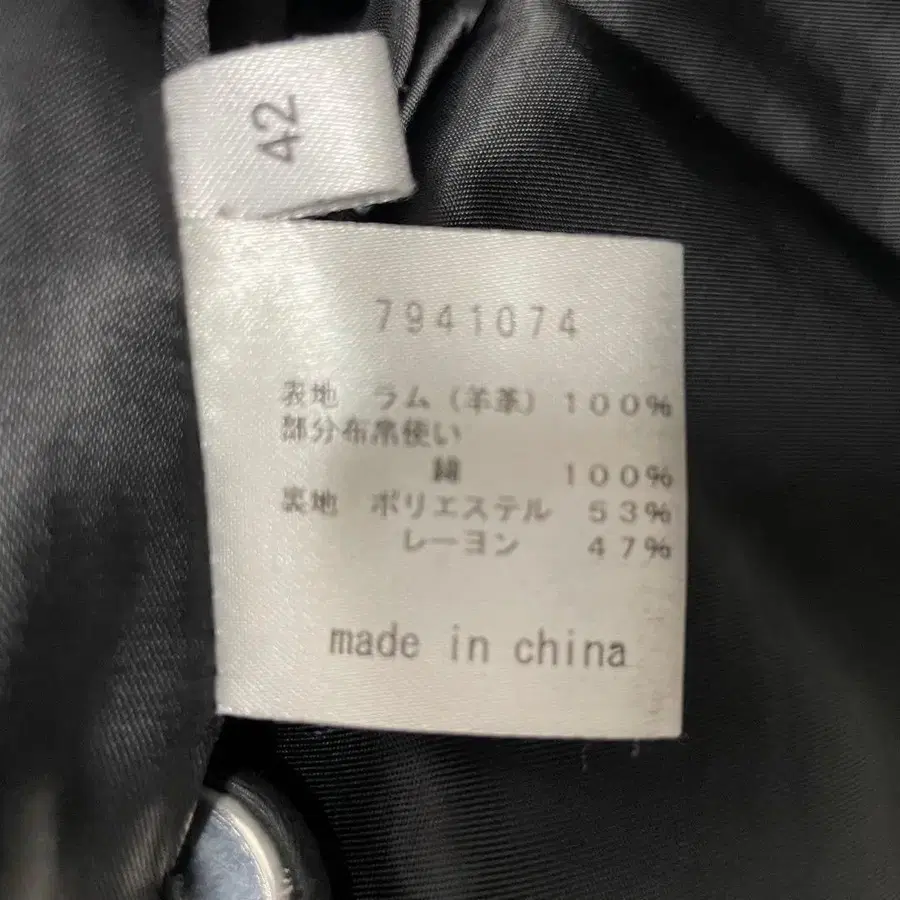 42
7941074
表地 ラム(羊革) 100%
部分布帛使い
綿 100%
裏地 ポリエステル 53%
レーヨン 47%
made in china